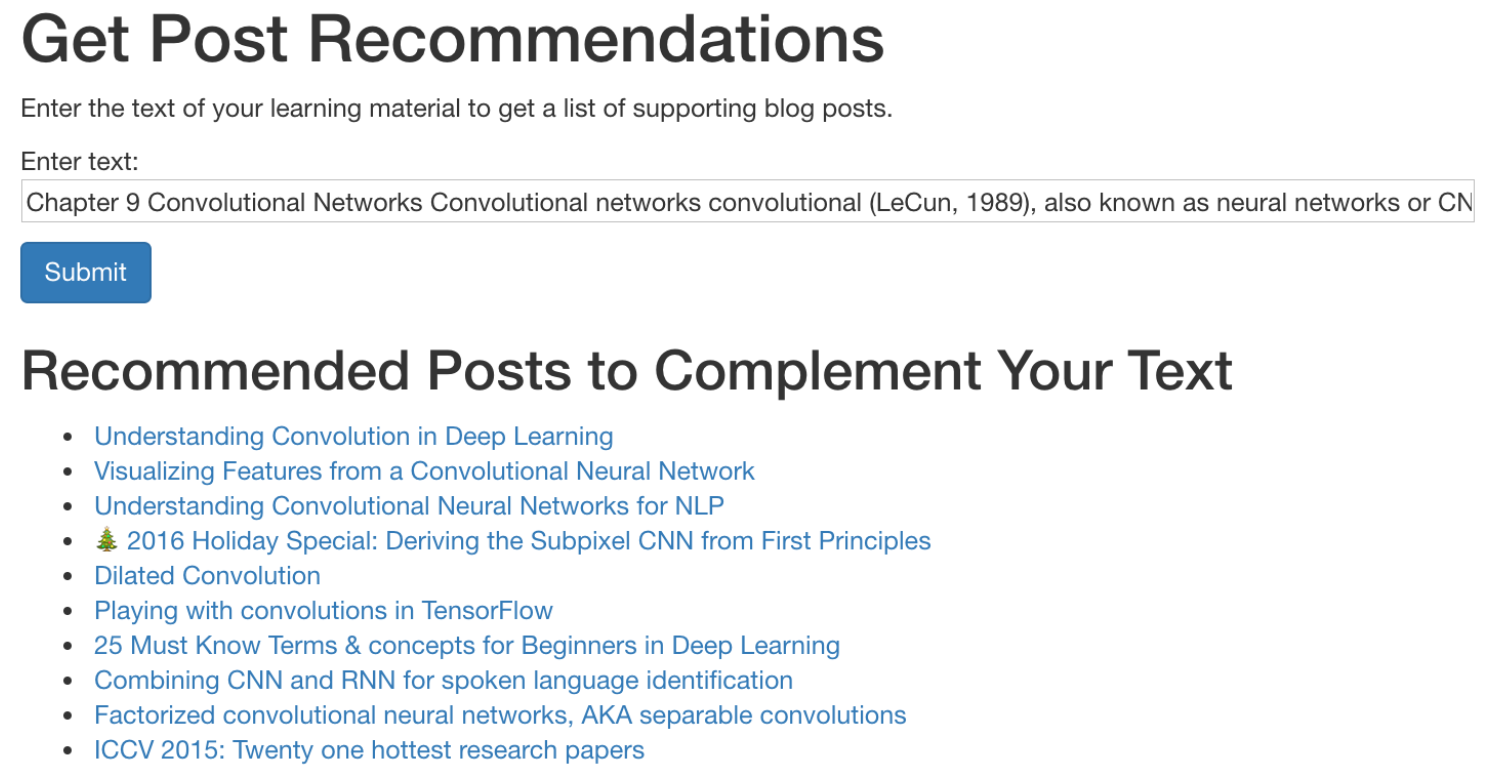 Get Post Recommendations
Enter the text of your learning material to get a list of supporting blog posts.
Enter text:
Chapter 9 Convolutional Networks Convolutional networks convolutional (LeCun, 1989), also known as neural networks or CN
Submit
Recommended Posts to Complement Your Text
Understanding Convolution in Deep Learning
Visualizing Features from a Convolutional Neural Network
Understanding Convolutional Neural Networks for NLP
🎄 2016 Holiday Special: Deriving the Subpixel CNN from First Principles
Dilated Convolution
Playing with convolutions in TensorFlow
25 Must Know Terms & concepts for Beginners in Deep Learning
Combining CNN and RNN for spoken language identification
Factorized convolutional neural networks, AKA separable convolutions
ICCV 2015: Twenty one hottest research papers